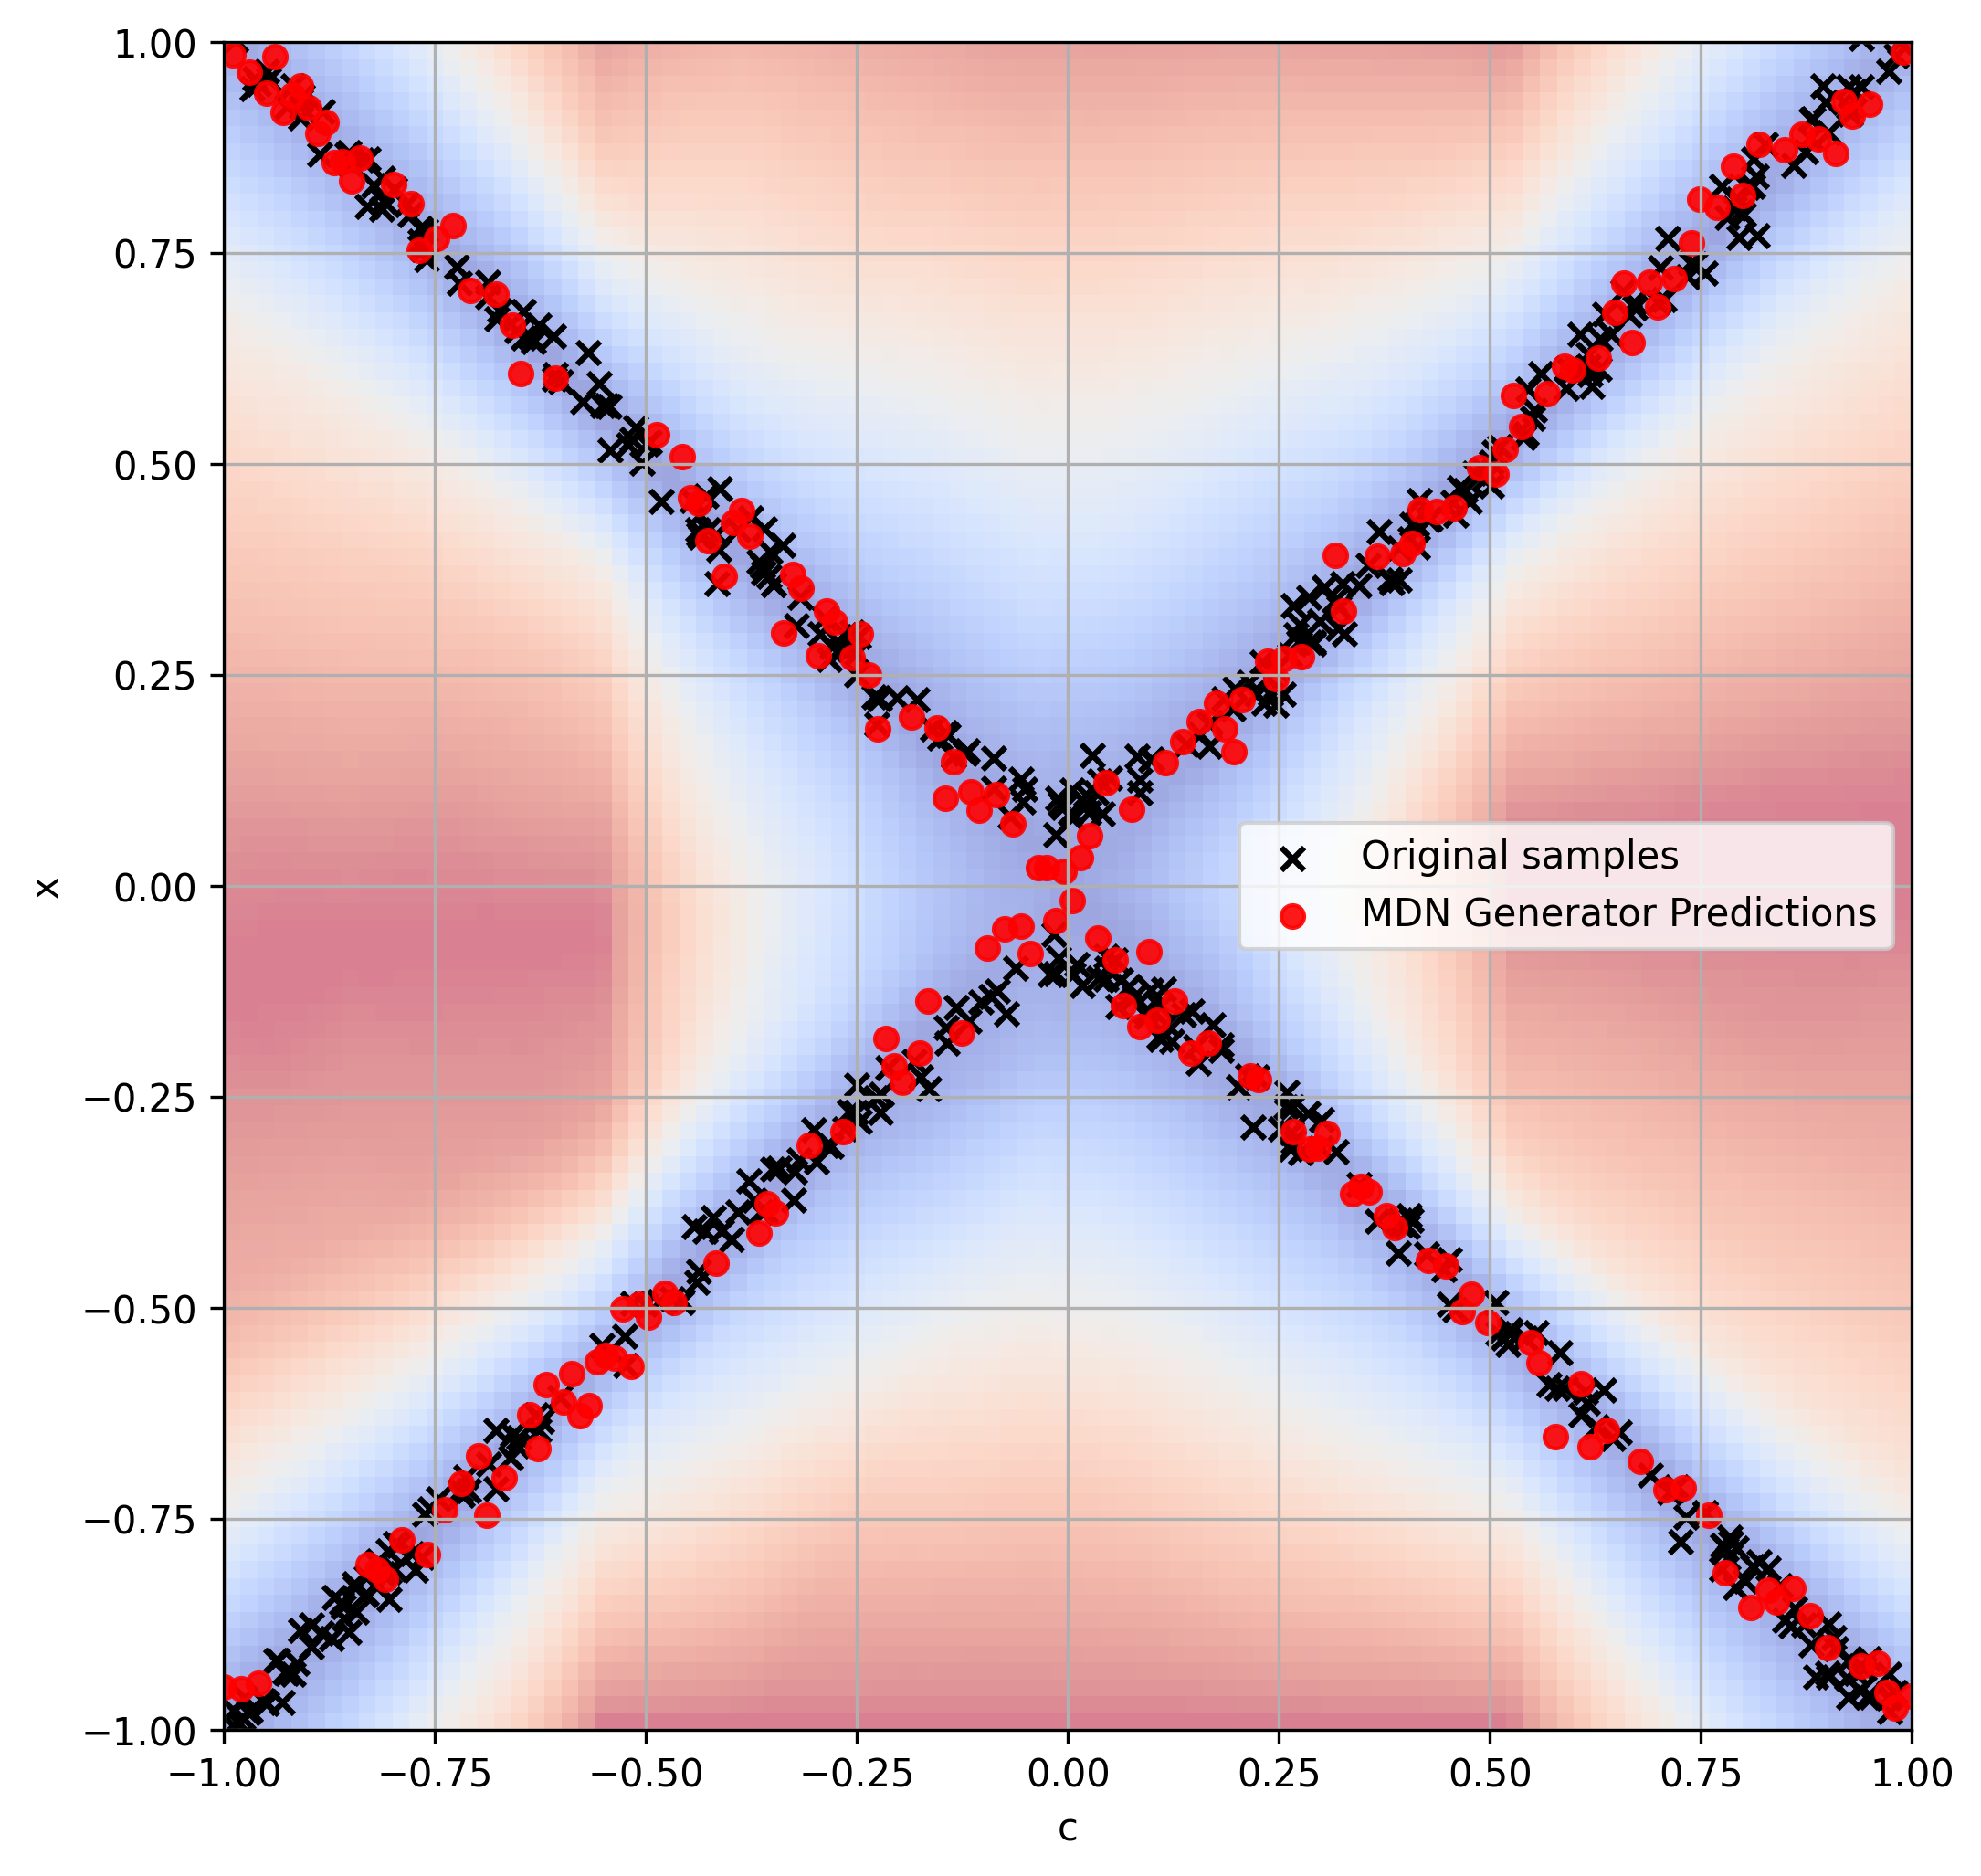 1.00
0.75
0.50
0.25
0.00
−0.25
−0.50
−0.75
−1.00
x
Original samples
MDN Generator Predictions
−1.00 −0.75 −0.50 −0.25 0.00 0.25 0.50 0.75 1.00
c